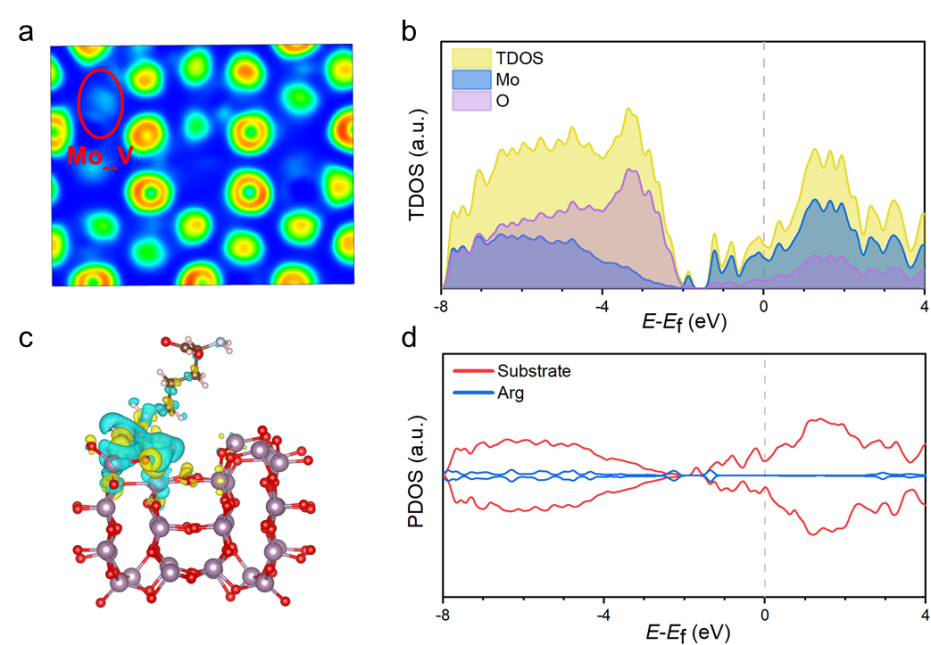 a
Mo_V
b
TDOS
Mo
O
TDOS (a.u.)
-8 -4 0 4
E-Ef (eV)
c
d
Substrate
Arg
PDOS (a.u.)
-8 -4 0 4
E-Ef (eV)